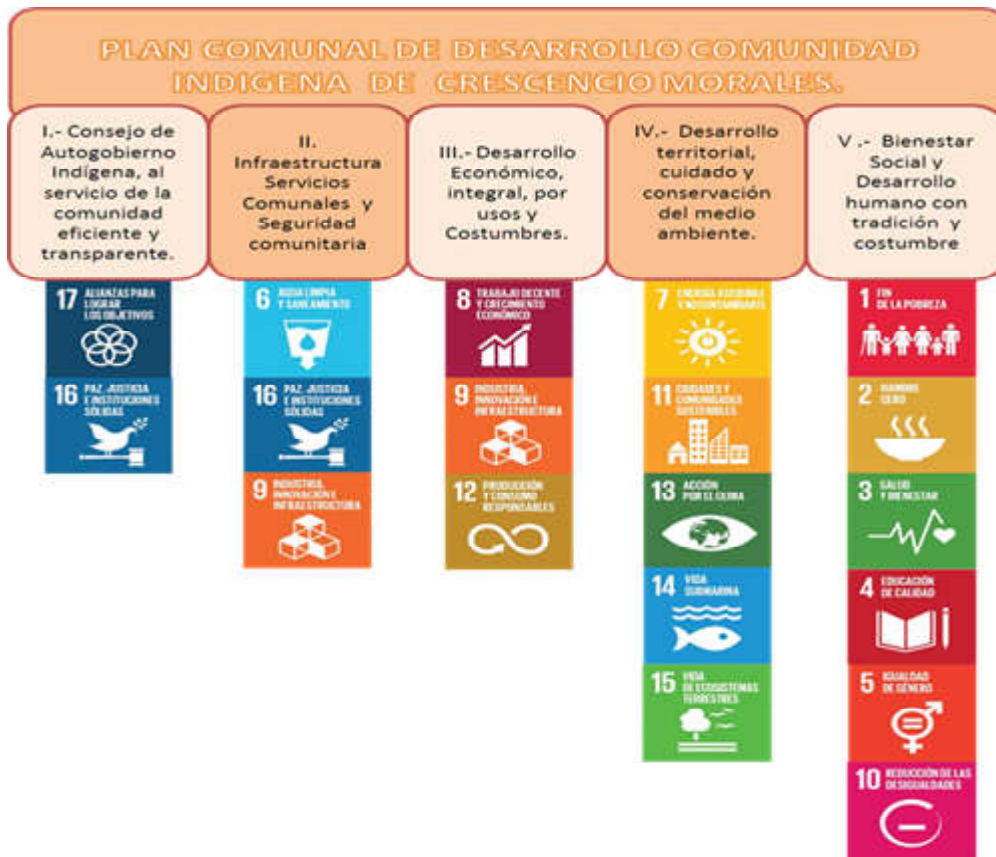 PLAN COMUNAL DE DESARROLLO COMUNIDAD
INDIGENA DE CRESCENCIO MORALES.
I.- Consejo de
Autogobierno
Indígena, al
servicio de la
comunidad
eficiente y
transparente.
II.
Infraestructura
Servicios
Comunales y
Seguridad
comunitaria
III.- Desarrollo
Económico,
integral, por
usos y
Costumbres.
IV.- Desarrollo
territorial,
cuidado y
conservación
del medio
ambiente.
V .- Bienestar
Social y
Desarrollo
humano con
tradición y
costumbre
17 ALIANZAS PARA
LOGRAR
LOS OBJETIVOS
16 PAZ, JUSTICIA
E INSTITUCIONES
SÓLIDAS
6 AGUA LIMPIA
Y SANEAMIENTO
16 PAZ, JUSTICIA
E INSTITUCIONES
SÓLIDAS
9 INDUSTRIA,
INNOVACIÓN E
INFRAESTRUCTURA
8 TRABAJO DECENTE
Y CRECIMIENTO
ECONÓMICO
9 INDUSTRIA,
INNOVACIÓN E
INFRAESTRUCTURA
12 PRODUCCIÓN
Y CONSUMO
RESPONSABLES
7 ENERGÍA ASEQUIBLE
Y NO CONTAMINANTE
11 CIUDADES Y
COMUNIDADES
SOSTENIBLES
13 ACCIÓN
POR EL CLIMA
14 VIDA
SUBMARINA
15 VIDA
DE ECOSISTEMAS
TERRESTRES
1 FIN
DE LA POBREZA
2 HAMBRE
CERO
3 SALUD
Y BIENESTAR
4 EDUCACIÓN
DE CALIDAD
5 IGUALDAD
DE GÉNERO
10 REDUCCIÓN DE LAS
DESIGUALDADES